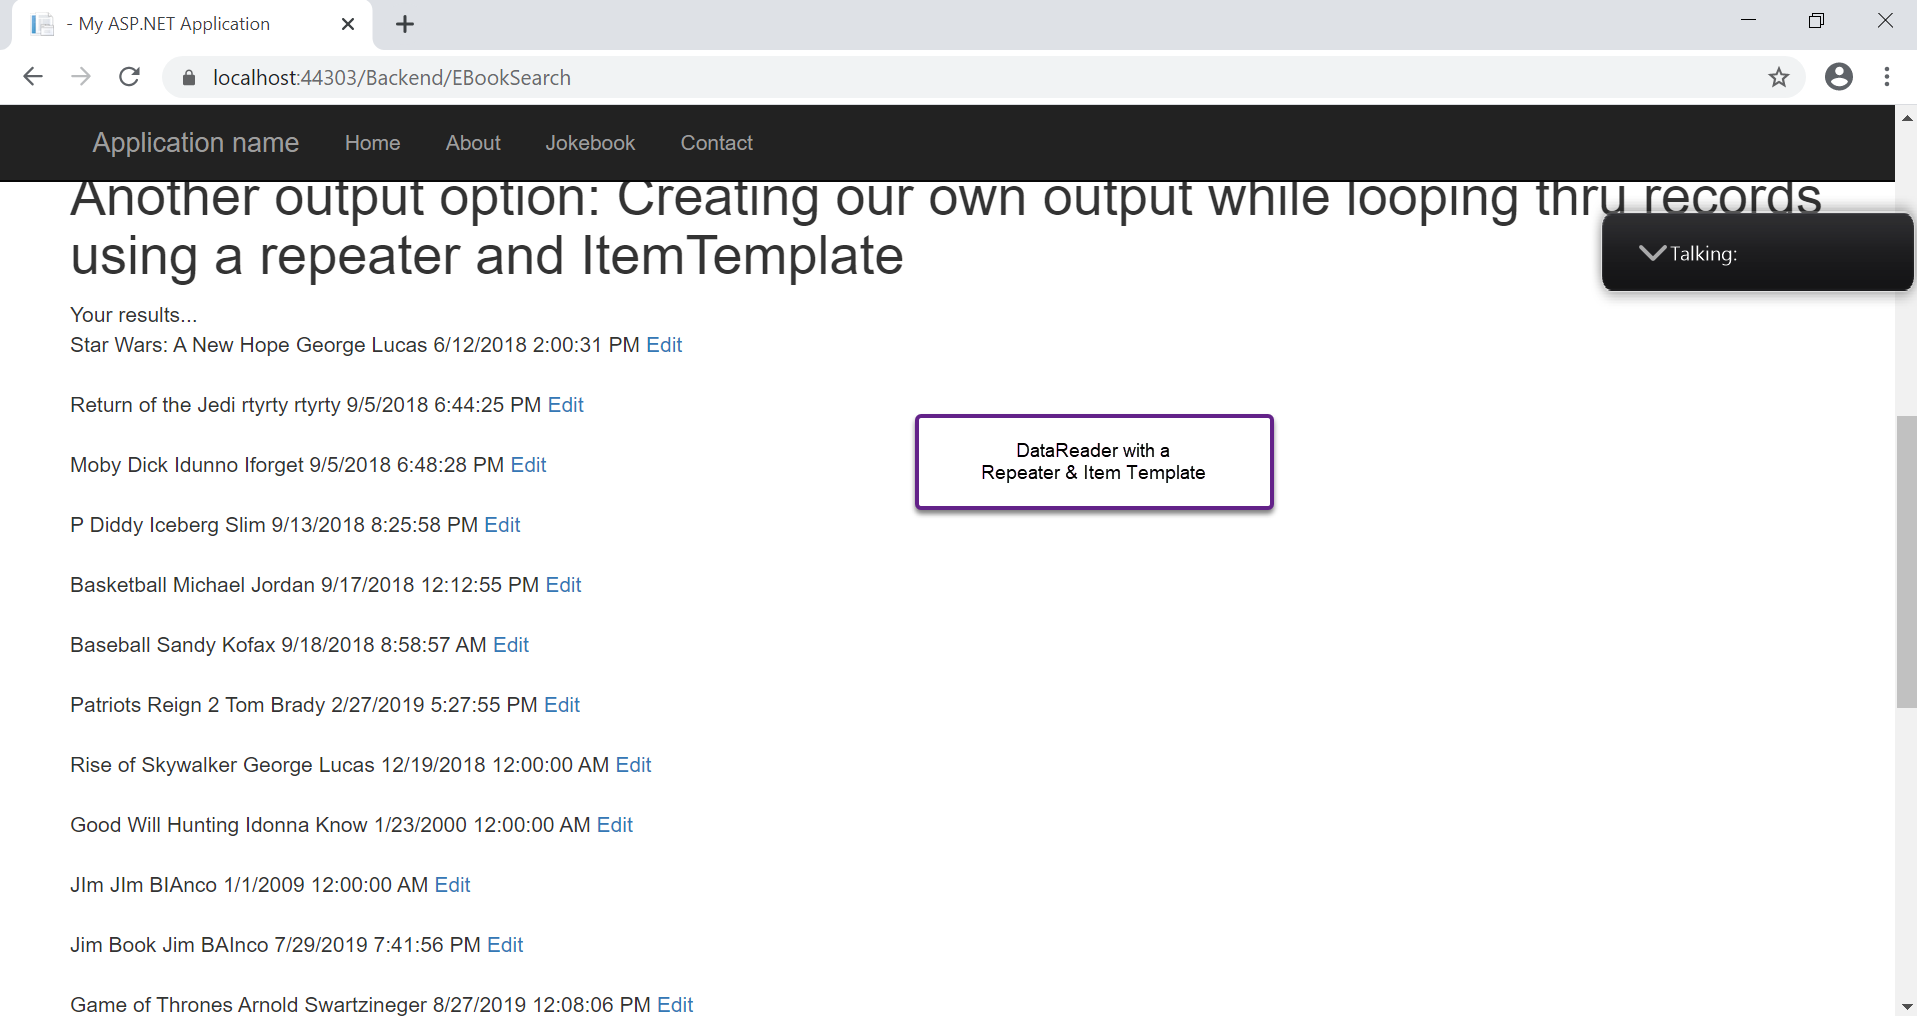 - My ASP.NET Application
localhost:44303/Backend/EBookSearch
Application name Home About Jokebook Contact
Another output option: Creating our own output while looping thru records
using a repeater and ItemTemplate
Talking:
Your results...
Star Wars: A New Hope George Lucas 6/12/2018 2:00:31 PM Edit
Return of the Jedi rtyrty rtyrty 9/5/2018 6:44:25 PM Edit
DataReader with a
Repeater & Item Template
Moby Dick Idunno Iforget 9/5/2018 6:48:28 PM Edit
P Diddy Iceberg Slim 9/13/2018 8:25:58 PM Edit
Basketball Michael Jordan 9/17/2018 12:12:55 PM Edit
Baseball Sandy Kofax 9/18/2018 8:58:57 AM Edit
Patriots Reign 2 Tom Brady 2/27/2019 5:27:55 PM Edit
Rise of Skywalker George Lucas 12/19/2018 12:00:00 AM Edit
Good Will Hunting Idonna Know 1/23/2000 12:00:00 AM Edit
JIm JIm BIAnco 1/1/2009 12:00:00 AM Edit
Jim Book Jim BAInco 7/29/2019 7:41:56 PM Edit
Game of Thrones Arnold Swartzineger 8/27/2019 12:08:06 PM Edit